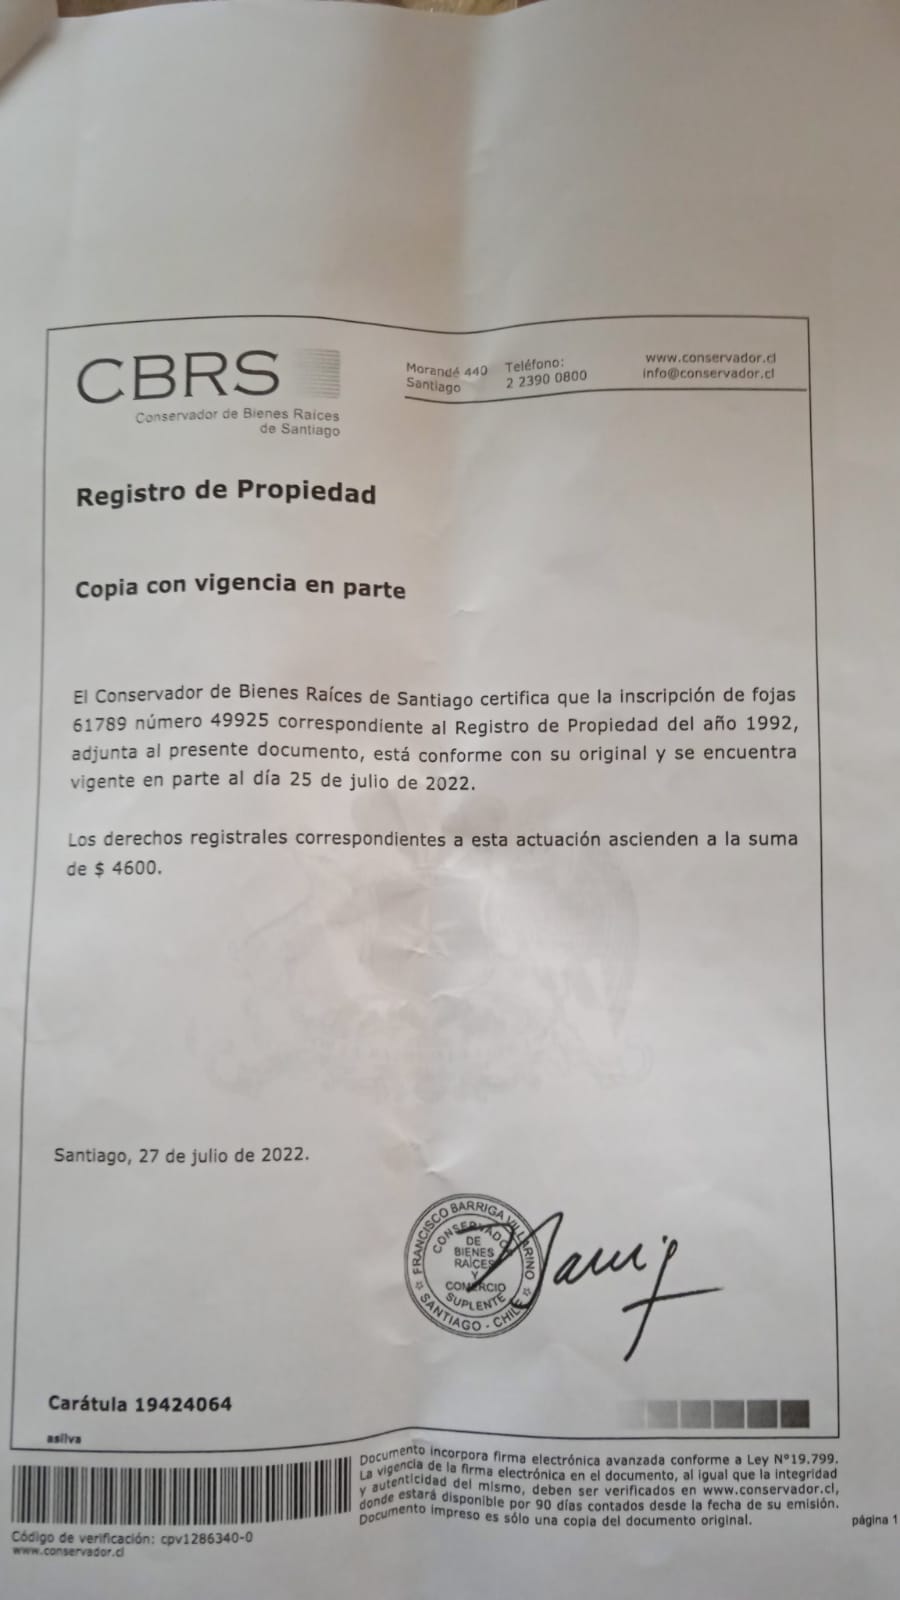 CBRS
Conservador de Bienes Raíces
de Santiago
Morandé 440
Santiago
Teléfono:
2 2390 0800
www.conservador.cl
info@conservador.cl
Registro de Propiedad
Copia con vigencia en parte
El Conservador de Bienes Raíces de Santiago certifica que la inscripción de fojas
61789 número 49925 correspondiente al Registro de Propiedad del año 1992,
adjunta al presente documento, está conforme con su original y se encuentra
vigente en parte al día 25 de julio de 2022.
Los derechos registrales correspondientes a esta actuación ascienden a la suma
de $ 4600.
Santiago, 27 de julio de 2022.
FRANCISCO BARRIGA VILLARINO
CONSERVADOR
DE
BIENES
RAÍCES
Y
COMERCIO
SUPLENTE
SANTIAGO - CHILE
Carátula 19424064
asilva
Documento incorpora firma electrónica avanzada conforme a Ley N°19.799.
La vigencia de la firma electrónica en el documento, al igual que la integridad
y autenticidad del mismo, deben ser verificados en www.conservador.cl,
donde estará disponible por 90 días contados desde la fecha de su emisión.
Documento impreso es sólo una copia del documento original.
Código de verificación: cpv1286340-0
www.conservador.cl
página 1